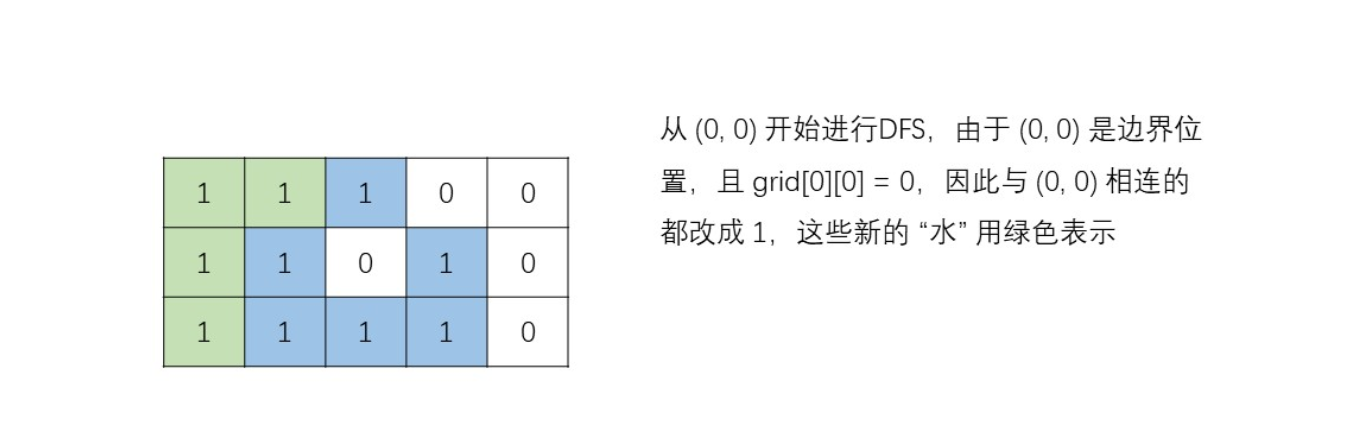 从 (0, 0) 开始进行DFS，由于 (0, 0) 是边界位
置，且 grid[0][0] = 0，因此与 (0, 0) 相连的
都改成 1，这些新的 “水” 用绿色表示
1 1 1 0 0
1 1 0 1 0
1 1 1 1 0